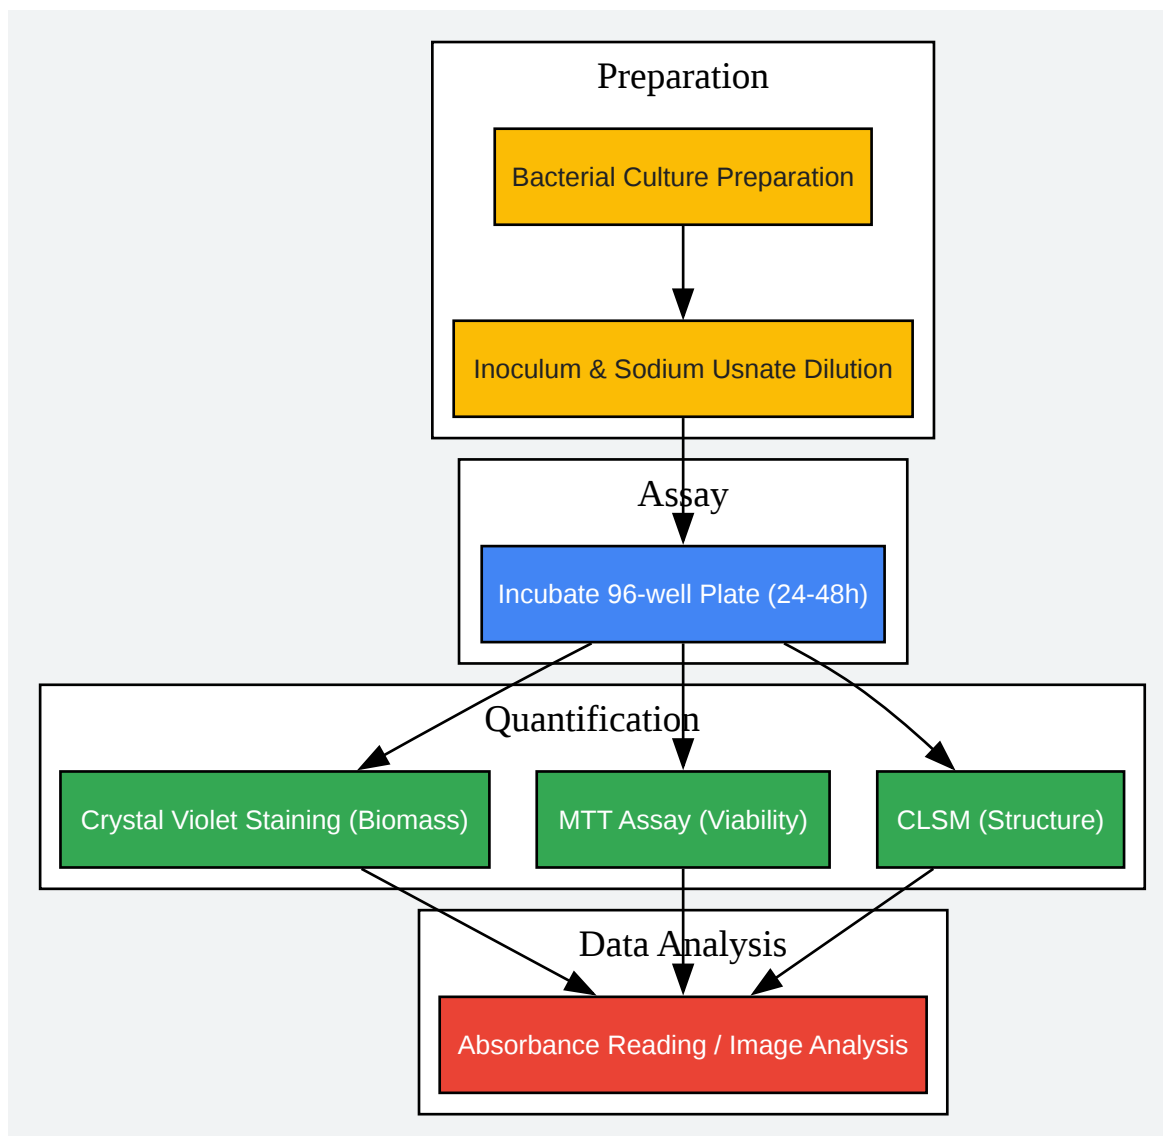 Preparation
Bacterial Culture Preparation
Inoculum & Sodium Usnate Dilution
Assay
Incubate 96-well Plate (24-48h)
Quantification
Crystal Violet Staining (Biomass)
MTT Assay (Viability)
CLSM (Structure)
Data Analysis
Absorbance Reading / Image Analysis